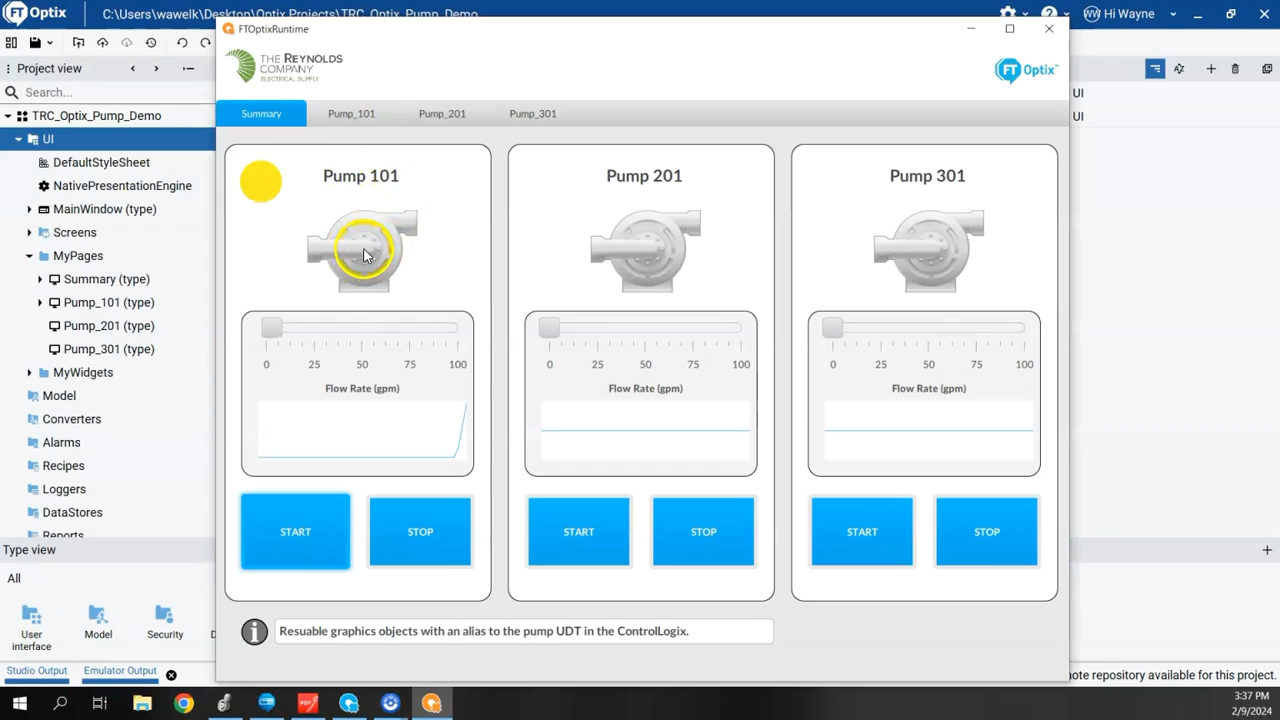 FTOptix
C:\Users\wawelk\Desktop\Optix Projects\TRC_Optix_Pump_Demo
Hi Wayne
FTOptixRuntime
THE REYNOLDS
COMPANY
ELECTRICAL SUPPLY
FT Optix™
Project view
Search...
TRC_Optix_Pump_Demo
UI
DefaultStyleSheet
NativePresentationEngine
MainWindow (type)
Screens
MyPages
Summary (type)
Pump_101 (type)
Pump_201 (type)
Pump_301 (type)
MyWidgets
Model
Converters
Alarms
Recipes
Loggers
DataStores
Reports
Type view
All
User
interface
Model
Security
Studio Output
Emulator Output
Summary
Pump_101
Pump_201
Pump_301
Pump 101
0 25 50 75 100
Flow Rate (gpm)
START
STOP
Pump 201
0 25 50 75 100
Flow Rate (gpm)
START
STOP
Pump 301
0 25 50 75 100
Flow Rate (gpm)
START
STOP
Resuable graphics objects with an alias to the pump UDT in the ControlLogix.
UI
UI
note repository available for this project.
3:37 PM
2/9/2024